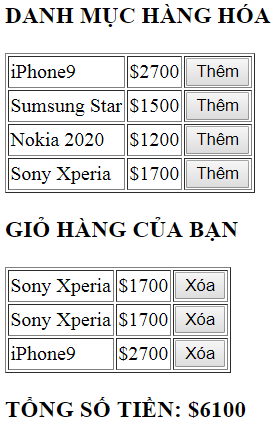 DANH MỤC HÀNG HÓA
iPhone9 $2700 Thêm
Sumsung Star $1500 Thêm
Nokia 2020 $1200 Thêm
Sony Xperia $1700 Thêm
GIỎ HÀNG CỦA BẠN
Sony Xperia $1700 Xóa
Sony Xperia $1700 Xóa
iPhone9 $2700 Xóa
TỔNG SỐ TIỀN: $6100